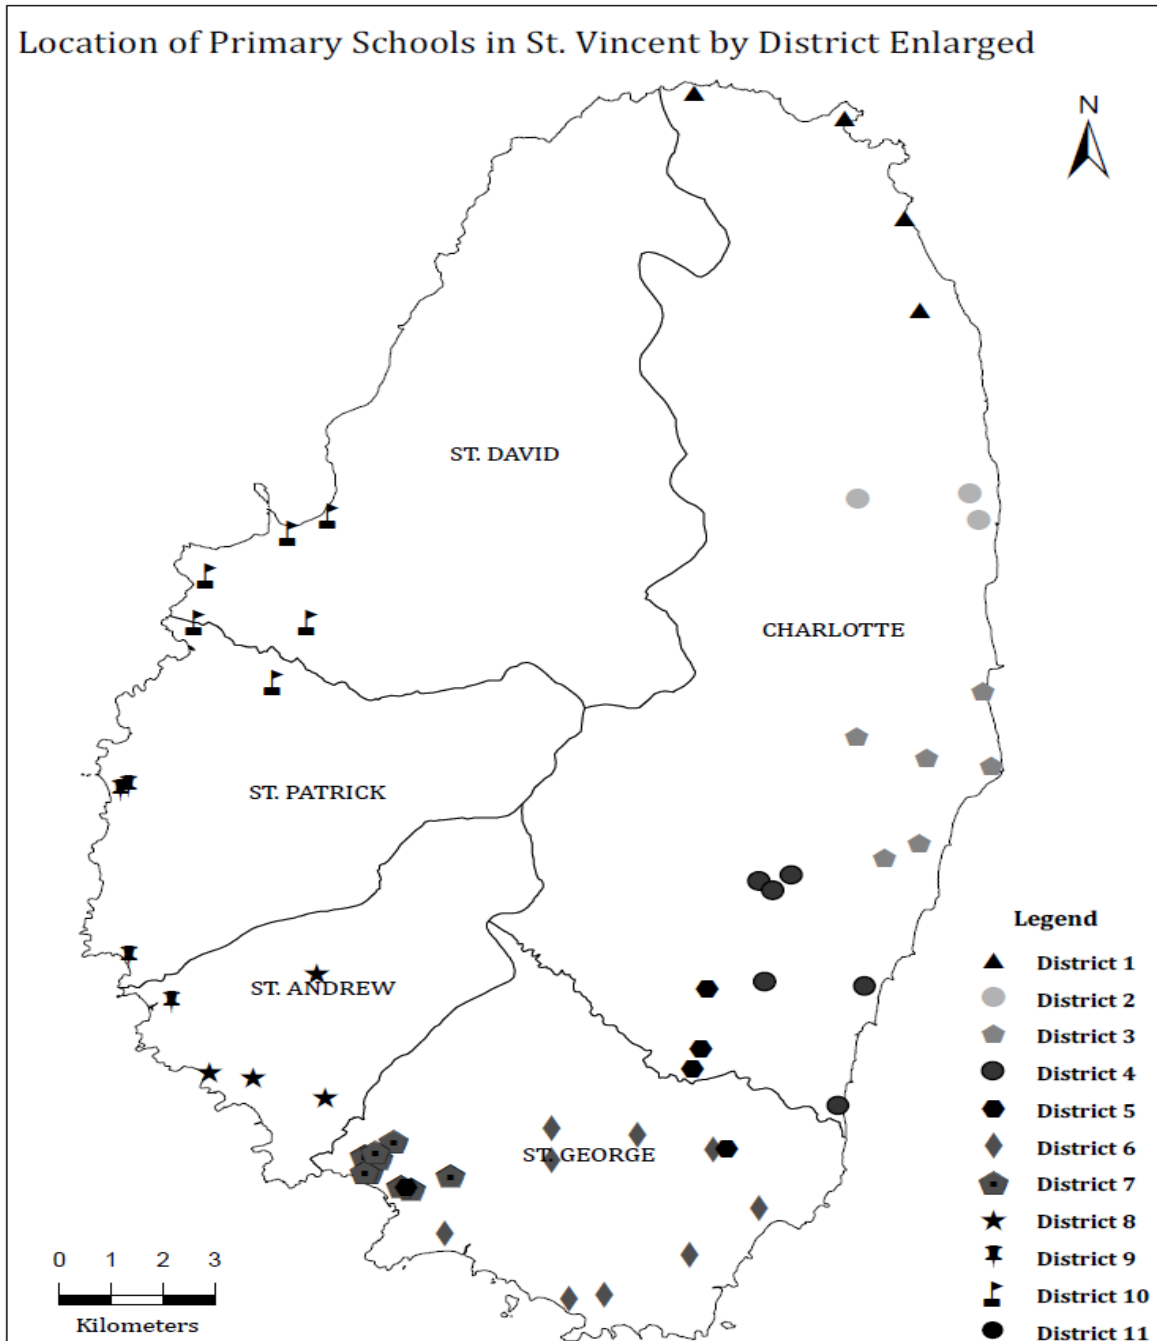 Location of Primary Schools in St. Vincent by District Enlarged
N
ST. DAVID
CHARLOTTE
ST. PATRICK
ST. ANDREW
ST. GEORGE
Legend
District 1
District 2
District 3
District 4
District 5
District 6
District 7
District 8
District 9
District 10
District 11
0 1 2 3
Kilometers